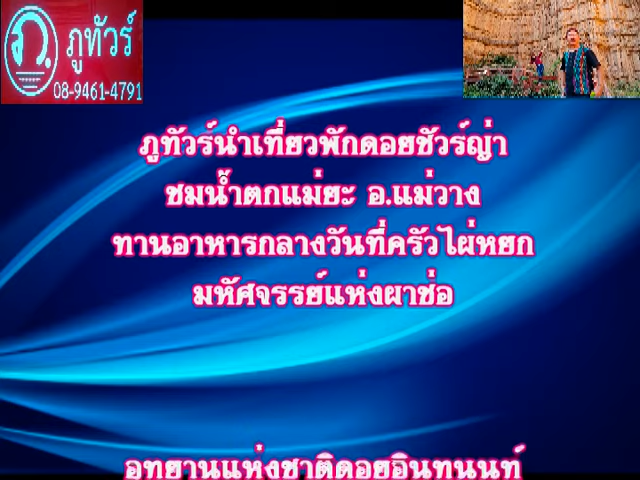 ภ.
ภูทัวร์
08-9461-4791
ภูทัวร์นำเที่ยวพักดอยชัวร์ญ่า
ชมน้ำตกแม่ยะ อ.แม่วาง
ทานอาหารกลางวันที่ครัวไผ่หยก
มหัศจรรย์แห่งผาช่อ
อุทยานแห่งชาติดอยอินทนนท์